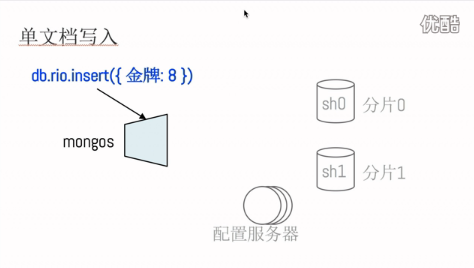 优酷
单文档写入
db.rio.insert({ 金牌: 8 })
mongos
sh0 分片0
sh1 分片1
配置服务器